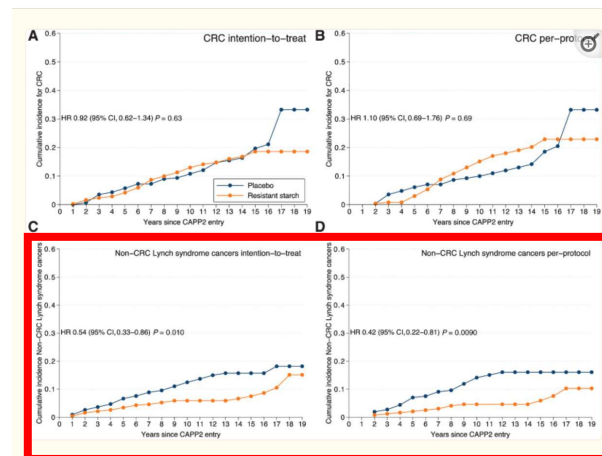 A
CRC intention–to–treat
Cumulative incidence for CRC
0.6
0.5
0.4
0.3
0.2
0.1
0
HR 0.92 (95% CI, 0.62–1.34) P = 0.63
Placebo
Resistant starch
0 1 2 3 4 5 6 7 8 9 10 11 12 13 14 15 16 17 18 19
Years since CAPP2 entry
B
CRC per–proto
Cumulative incidence for CRC
0.6
0.5
0.4
0.3
0.2
0.1
0
HR 1.10 (95% CI, 0.69–1.76) P = 0.69
0 2 3 4 5 6 7 8 9 10 11 12 13 14 15 16 17 18 19
Years since CAPP2 entry
C
Non–CRC Lynch syndrome cancers intention–to–treat
Cumulative incidence Non–CRC Lynch syndrome cancers
0.6
0.5
0.4
0.3
0.2
0.1
0
HR 0.54 (95% CI,0.33–0.86) P = 0.010
0 1 2 3 4 5 6 7 8 9 10 11 12 13 14 15 16 17 18 19
Years since CAPP2 entry
D
Non–CRC Lynch syndrome cancers per–protocol
Cumulative incidence Non–CRC Lynch syndrome cancers
0.6
0.5
0.4
0.3
0.2
0.1
0
HR 0.42 (95% CI,0.22–0.81) P = 0.0090
0 2 3 4 5 6 7 8 9 10 11 12 13 14 15 16 17 18 19
Years since CAPP2 entry